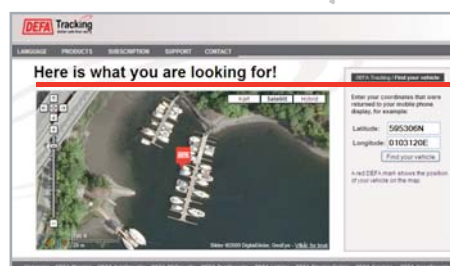 DEFA Tracking
LANGUAGE PRODUCTS SUBSCRIPTION SUPPORT CONTACT
Here is what you are looking for!
Kart Satellitt Hybrid
DEFA Tracking / Find your vehicle
Enter your coordinates that were
returned to your mobile phone
display, for example:
Latitude: 595306N
Longitude: 0103120E
Find your vehicle
A red DEFA mark shows the position
of your vehicle on the map.